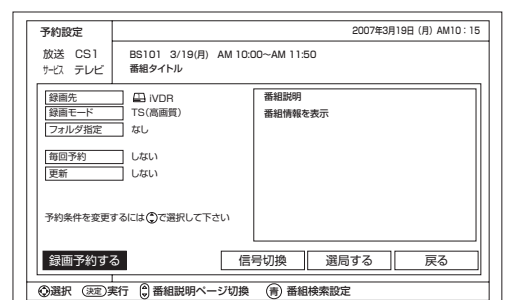 予約設定 2007年3月19日 (月) AM10：15
放送 CS1 BS101 3/19(月) AM 10:00〜AM 11:50
ｻｰﾋﾞｽ テレビ 番組タイトル
録画先 iVDR 番組説明
録画モード TS(高画質) 番組情報を表示
フォルダ指定 なし
毎回予約 しない
更新 しない
予約条件を変更するには で選択して下さい
録画予約する 信号切換 選局する 戻る
選択 決定 実行 番組説明ページ切換 青 番組検索設定